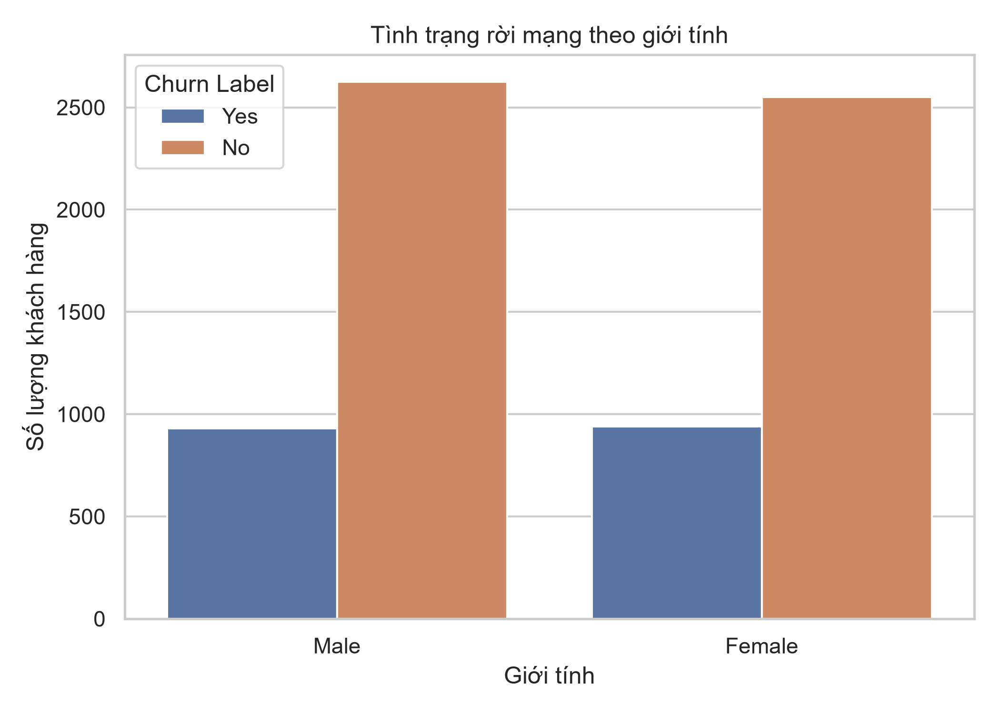 Tình trạng rời mạng theo giới tính
Churn Label
Yes
No
Số lượng khách hàng
2500
2000
1500
1000
500
0
Male
Female
Giới tính